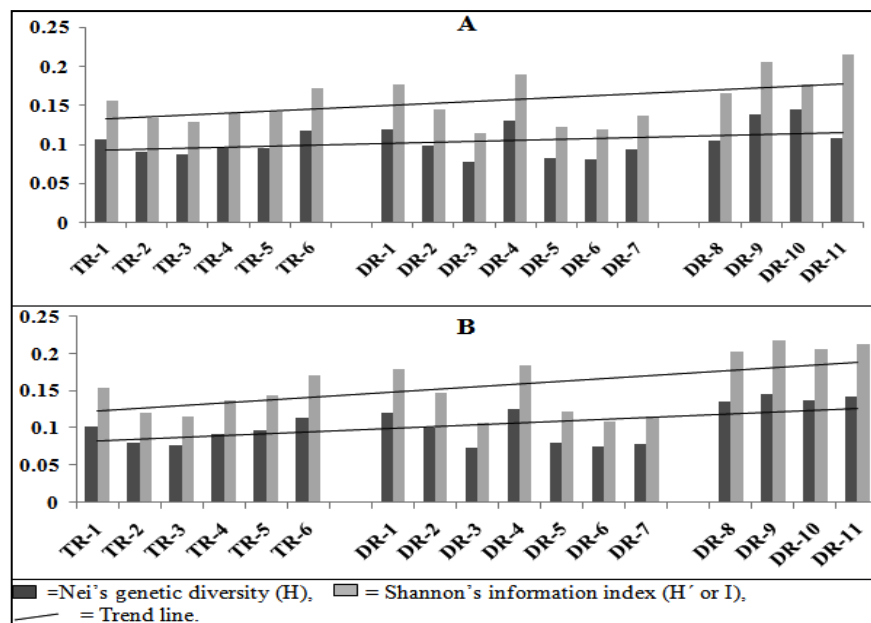 A
0.25
0.2
0.15
0.1
0.05
0
TR-1 TR-2 TR-3 TR-4 TR-5 TR-6 DR-1 DR-2 DR-3 DR-4 DR-5 DR-6 DR-7 DR-8 DR-9 DR-10 DR-11
B
0.25
0.2
0.15
0.1
0.05
0
TR-1 TR-2 TR-3 TR-4 TR-5 TR-6 DR-1 DR-2 DR-3 DR-4 DR-5 DR-6 DR-7 DR-8 DR-9 DR-10 DR-11
=Nei's genetic diversity (H), = Shannon's information index (H´ or I),
= Trend line.